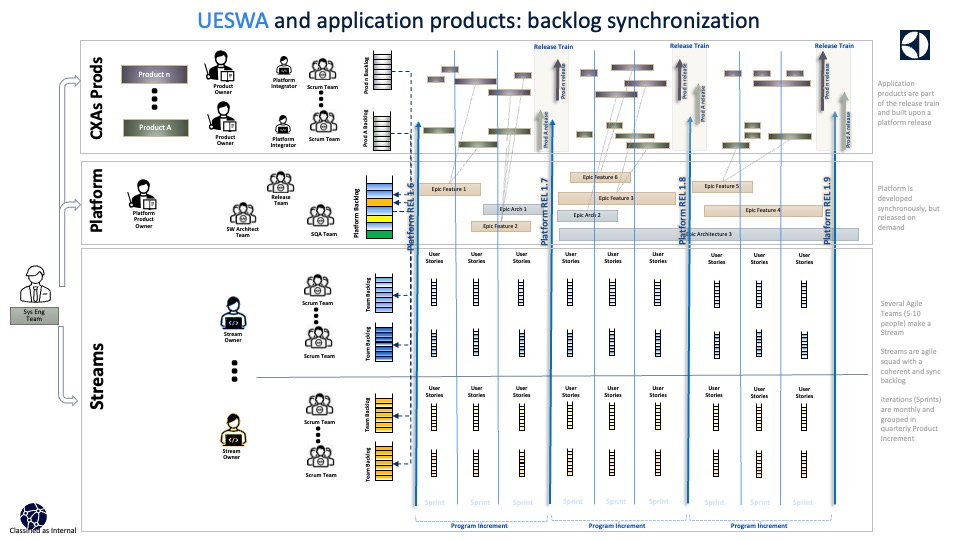 UESWA and application products: backlog synchronization
CXAs Prods
Product n
Product A
Product
Owner
Product
Owner
Platform
Integrator
Scrum Team
Platform
Integrator
Scrum Team
Prod n Backlog
Prod A Backlog
Release Train
Release Train
Release Train
Prod n release
Prod A release
Prod n release
Prod A release
Prod n release
Prod A release
Application
products are part
of the release train
and built upon a
platform release
Platform
Platform
Product
Owner
Release
Team
SW Architect
Team
SQA Team
Platform Backlog
Platform REL 1.6
Platform REL 1.7
Platform REL 1.8
Platform REL 1.9
Epic Feature 1
Epic Arch 1
Epic Feature 2
Epic Feature 6
Epic Feature 3
Epic Arch 2
Epic Feature 5
Epic Feature 4
Epic Architecture 3
Platform is
developed
synchronously, but
released on
demand
Sys Eng
Team
Streams
Stream
Owner
Stream
Owner
Scrum Team
Scrum Team
Scrum Team
Scrum Team
Team Backlog
Team Backlog
Team Backlog
Team Backlog
User
Stories
User
Stories
User
Stories
User
Stories
User
Stories
User
Stories
User
Stories
User
Stories
User
Stories
User
Stories
User
Stories
User
Stories
User
Stories
User
Stories
User
Stories
User
Stories
User
Stories
User
Stories
Several Agile
Teams (5-10
people) make a
Stream
Streams are agile
squad with a
coherent and sync
backlog
Iterations (Sprints)
are monthly and
grouped in
quarterly Product
Increment
Sprint
Sprint
Sprint
Sprint
Sprint
Sprint
Sprint
Sprint
Sprint
Program Increment
Program Increment
Program Increment
Classified as Internal